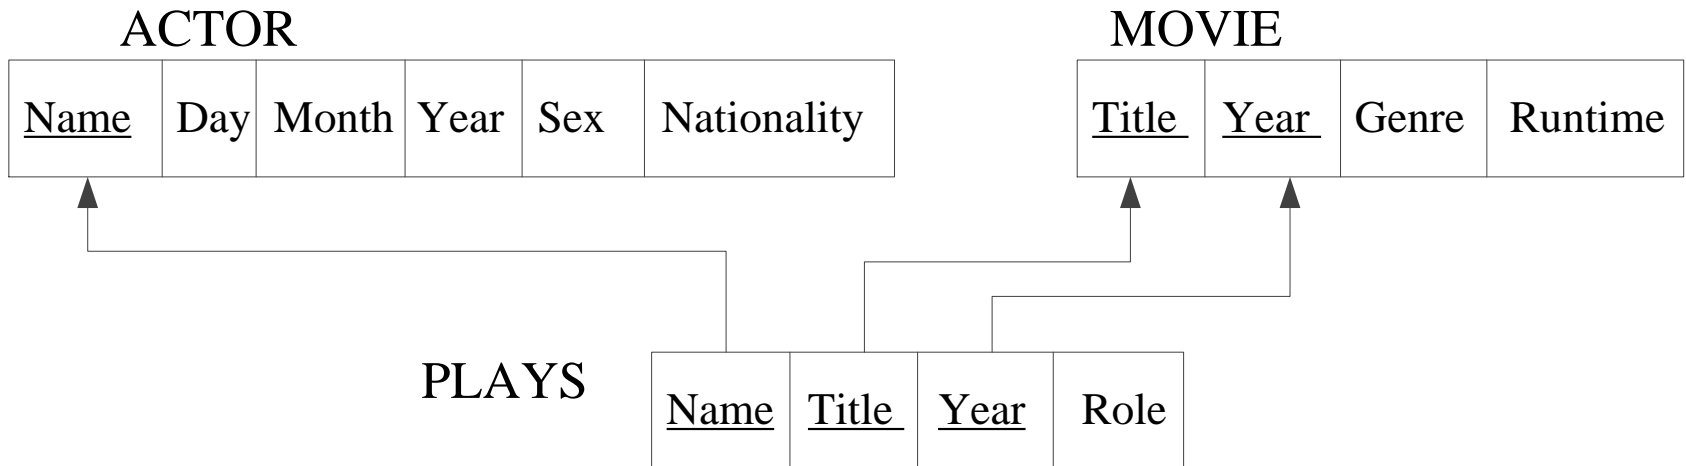 ACTOR MOVIE
Name Day Month Year Sex Nationality Title Year Genre Runtime
PLAYS Name Title Year Role